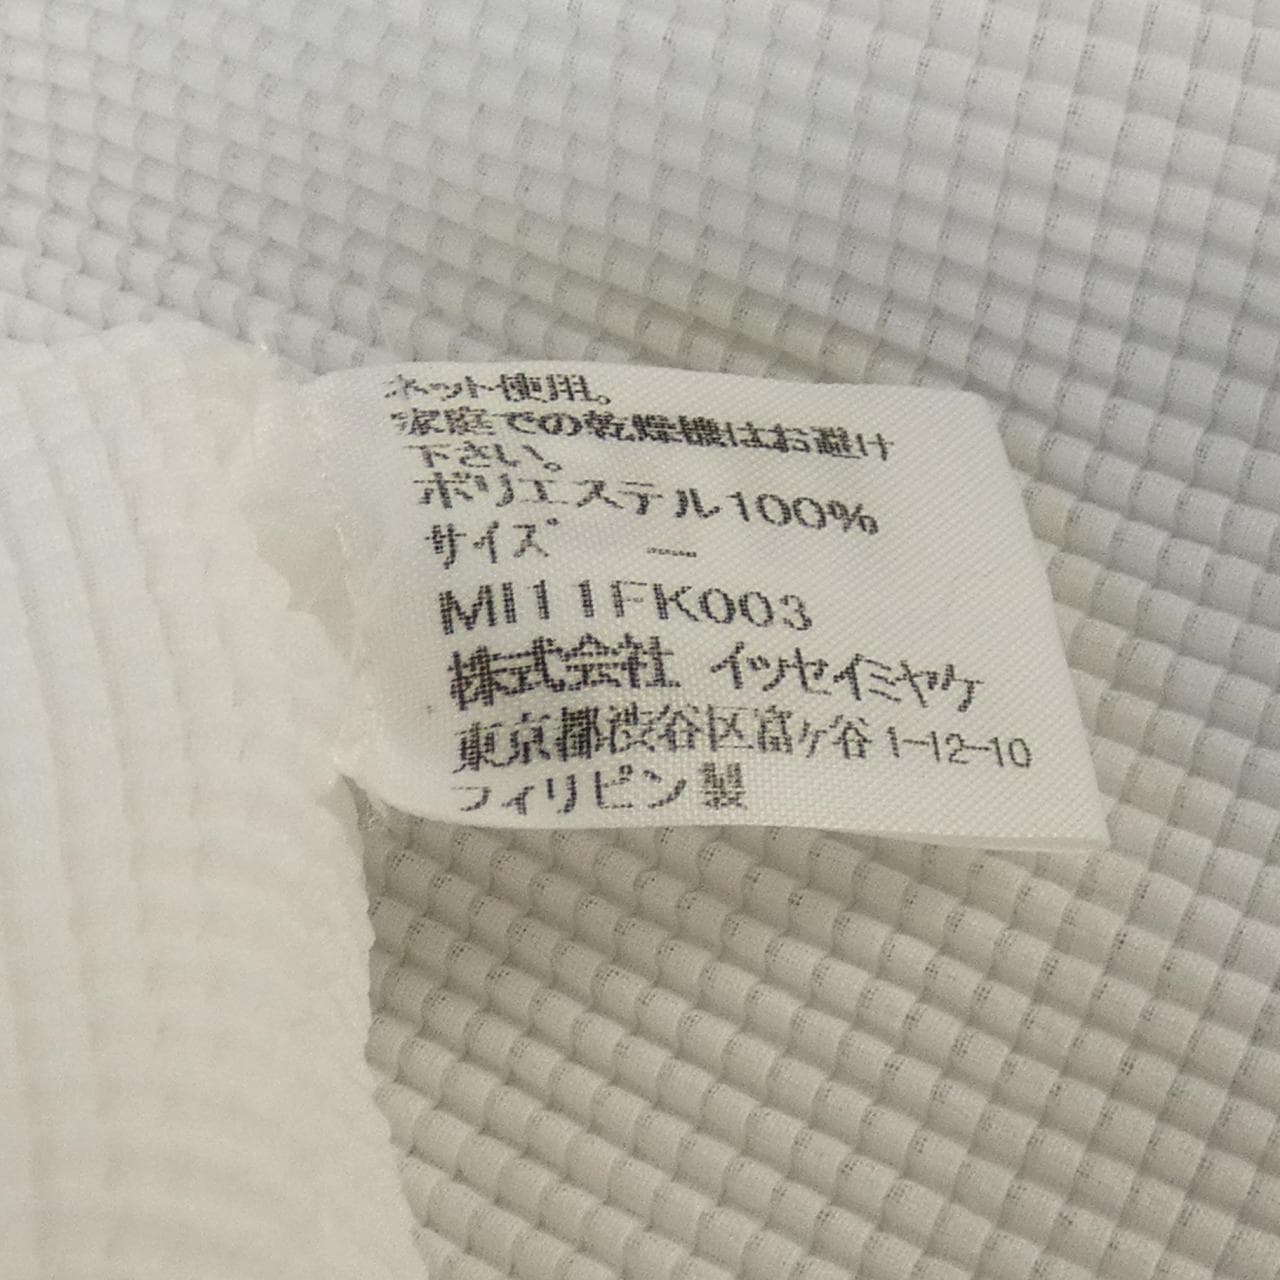 ネット使用。
家庭での乾燥機はお避け
下さい。
ポリエステル100%
サイズ －
MI11FK003
株式会社 イッセイミヤケ
東京都渋谷区富ヶ谷 1-12-10
フィリピン製